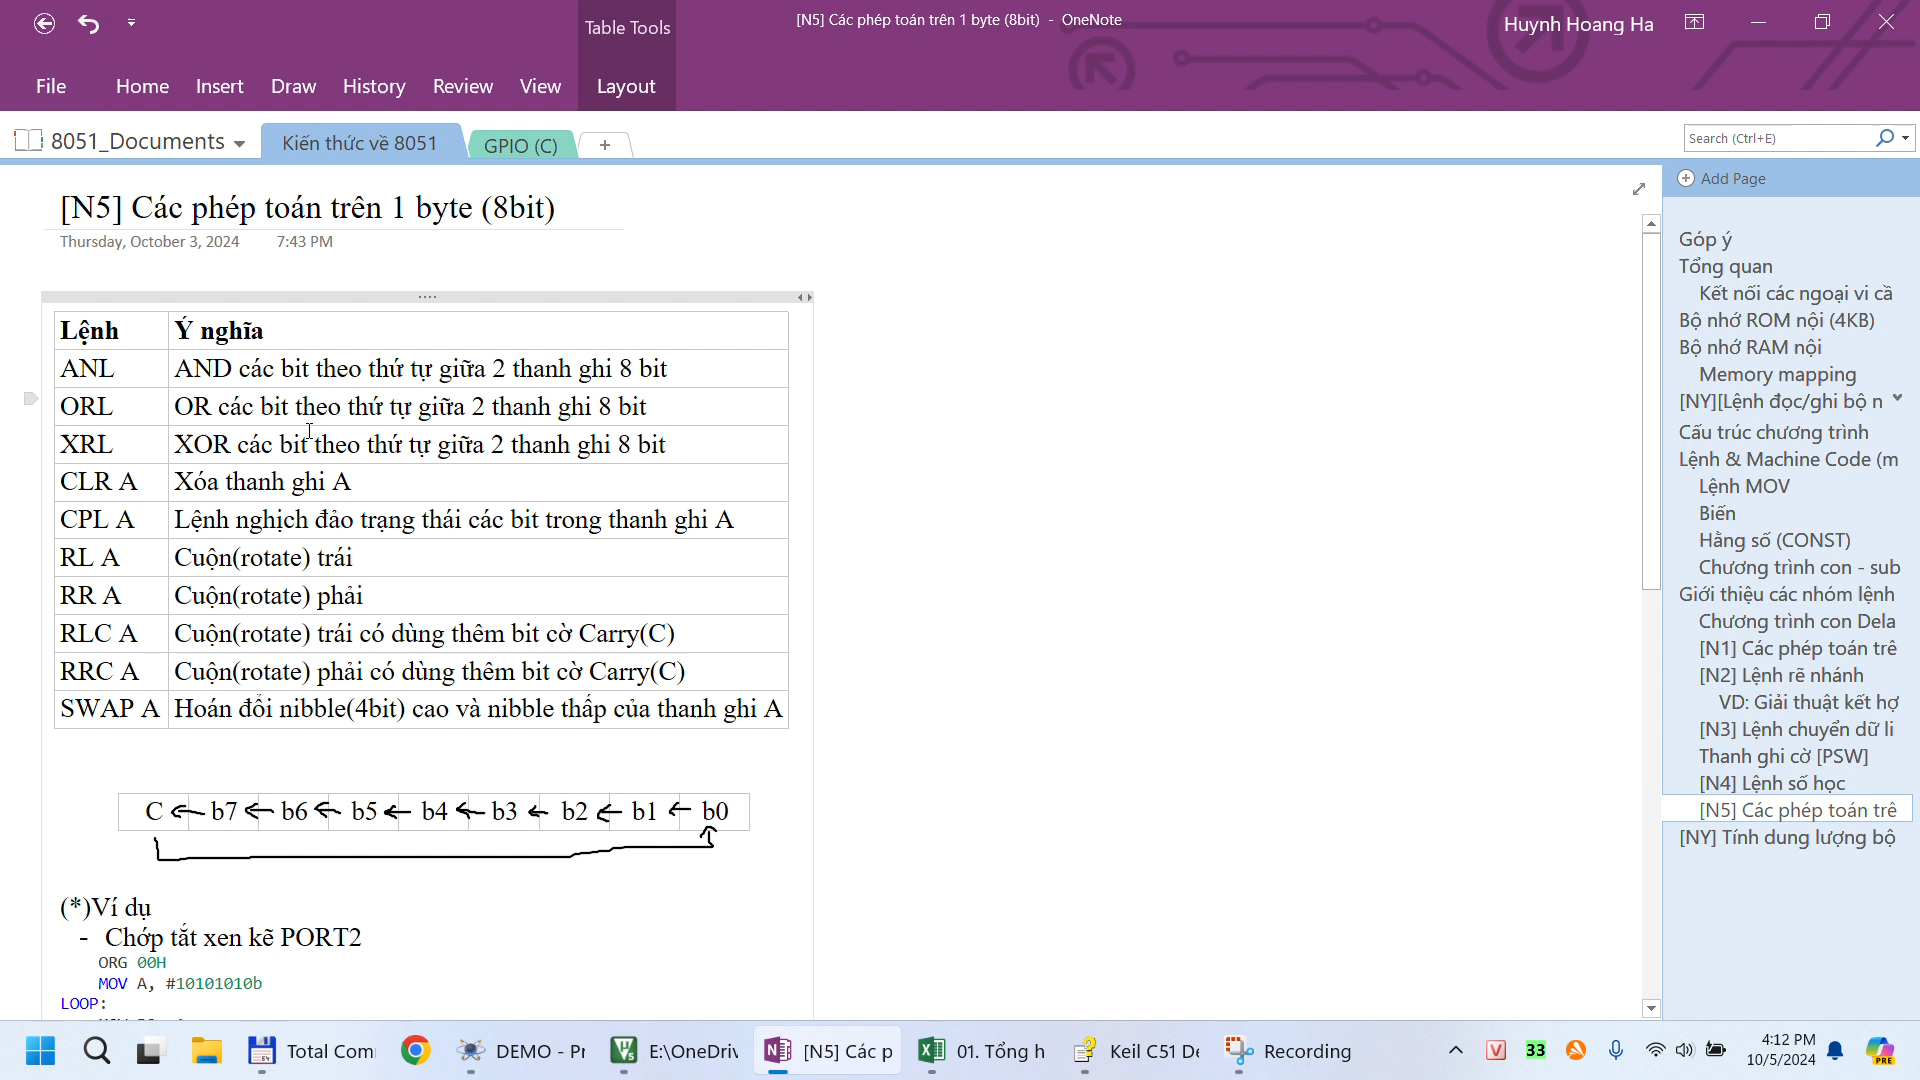 Table Tools
[N5] Các phép toán trên 1 byte (8bit) - OneNote
Huynh Hoang Ha
File Home Insert Draw History Review View Layout
8051_Documents
Kiến thức về 8051
GPIO (C)
+
Search (Ctrl+E)
[N5] Các phép toán trên 1 byte (8bit)
Thursday, October 3, 2024 7:43 PM
Lệnh Ý nghĩa
ANL AND các bit theo thứ tự giữa 2 thanh ghi 8 bit
ORL OR các bit theo thứ tự giữa 2 thanh ghi 8 bit
XRL XOR các bit theo thứ tự giữa 2 thanh ghi 8 bit
CLR A Xóa thanh ghi A
CPL A Lệnh nghịch đảo trạng thái các bit trong thanh ghi A
RL A Cuộn(rotate) trái
RR A Cuộn(rotate) phải
RLC A Cuộn(rotate) trái có dùng thêm bit cờ Carry(C)
RRC A Cuộn(rotate) phải có dùng thêm bit cờ Carry(C)
SWAP A Hoán đổi nibble(4bit) cao và nibble thấp của thanh ghi A
C b7 b6 b5 b4 b3 b2 b1 b0
(*)Ví dụ
- Chớp tắt xen kẽ PORT2
ORG 00H
MOV A, #10101010b
LOOP:
Add Page
Góp ý
Tổng quan
Kết nối các ngoại vi cầ
Bộ nhớ ROM nội (4KB)
Bộ nhớ RAM nội
Memory mapping
[NY][Lệnh đọc/ghi bộ n
Cấu trúc chương trình
Lệnh & Machine Code (m
Lệnh MOV
Biến
Hằng số (CONST)
Chương trình con - sub
Giới thiệu các nhóm lệnh
Chương trình con Dela
[N1] Các phép toán trê
[N2] Lệnh rẽ nhánh
VD: Giải thuật kết hợ
[N3] Lệnh chuyển dữ li
Thanh ghi cờ [PSW]
[N4] Lệnh số học
[N5] Các phép toán trê
[NY] Tính dung lượng bộ
Total Com
DEMO - Pr
E:\OneDriv
[N5] Các p
01. Tổng h
Keil C51 De
Recording
33
4:12 PM
10/5/2024
PRE